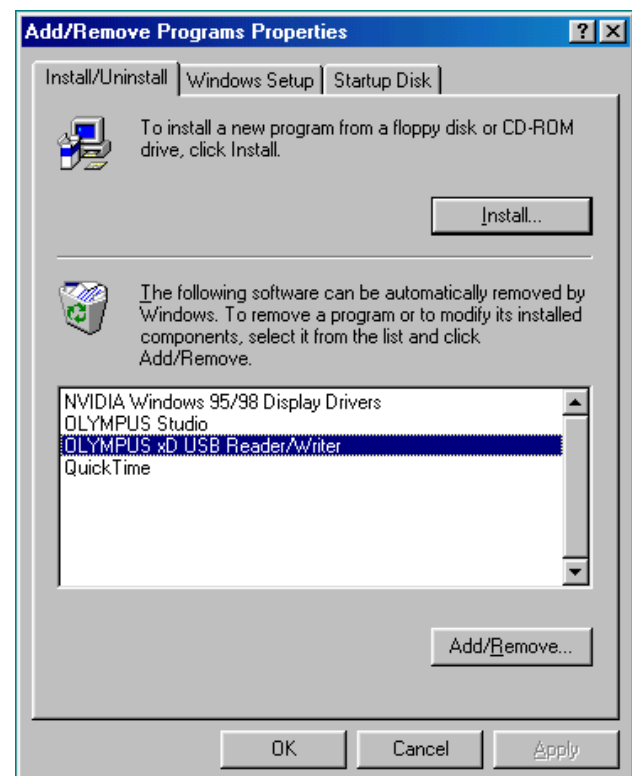 Add/Remove Programs Properties
Install/Uninstall
Windows Setup
Startup Disk
To install a new program from a floppy disk or CD-ROM
drive, click Install.
Install...
The following software can be automatically removed by
Windows. To remove a program or to modify its installed
components, select it from the list and click
Add/Remove.
NVIDIA Windows 95/98 Display Drivers
OLYMPUS Studio
OLYMPUS xD USB Reader/Writer
QuickTime
Add/Remove...
OK
Cancel
Apply